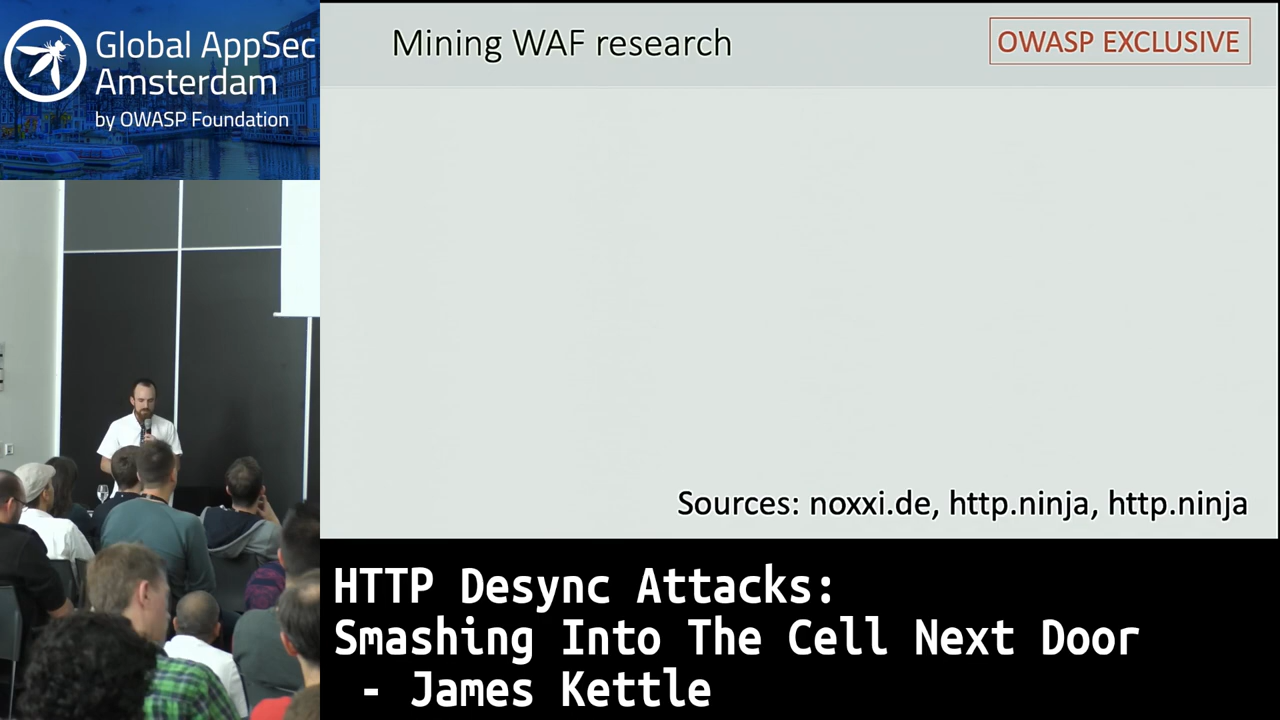 Global AppSec
Amsterdam
by OWASP Foundation
Mining WAF research
OWASP EXCLUSIVE
Sources: noxxi.de, http.ninja, http.ninja
HTTP Desync Attacks:
Smashing Into The Cell Next Door
- James Kettle